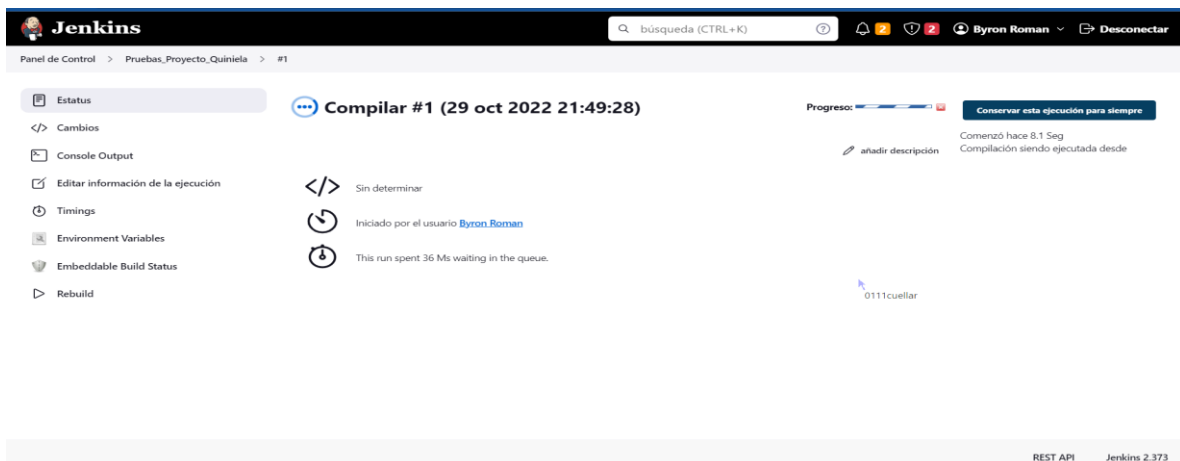 Jenkins
búsqueda (CTRL+K)
2
2
Byron Roman
Desconectar
Panel de Control > Pruebas_Proyecto_Quiniela > #1
Estatus
Cambios
Console Output
Editar información de la ejecución
Timings
Environment Variables
Embeddable Build Status
Rebuild
Compilar #1 (29 oct 2022 21:49:28)
Progreso:
Conservar esta ejecución para siempre
añadir descripción
Comenzó hace 8.1 Seg
Compilación siendo ejecutada desde
Sin determinar
Iniciado por el usuario Byron Roman
This run spent 36 Ms waiting in the queue.
0111cuellar
REST API
Jenkins 2.373